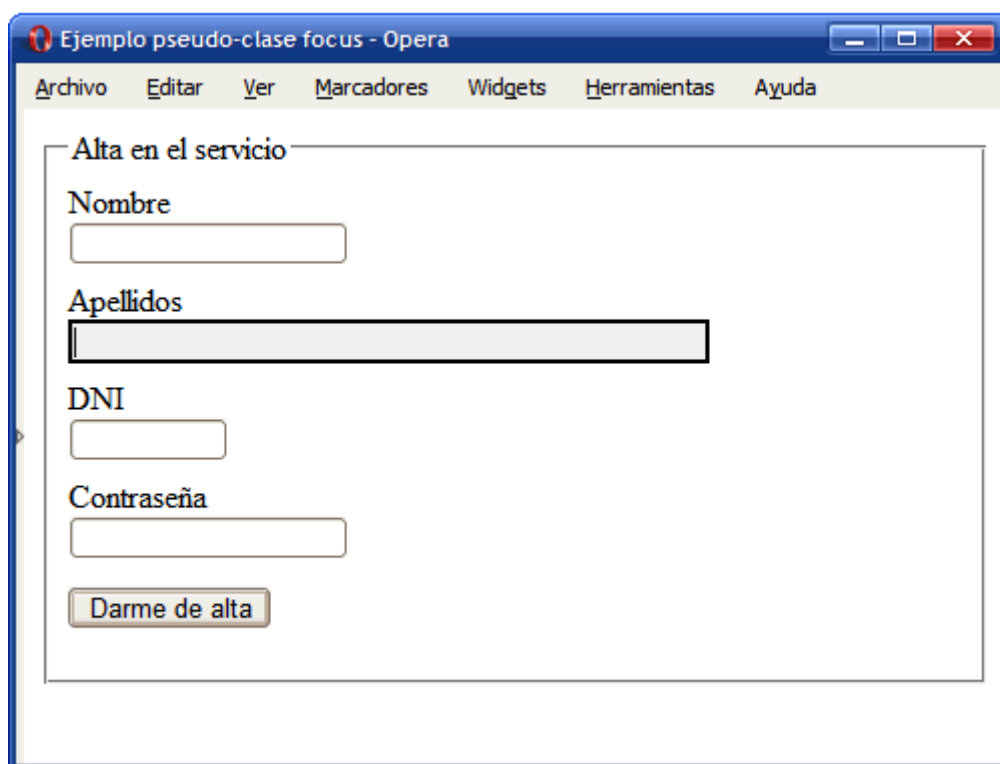 Ejemplo pseudo-clase focus - Opera
Archivo Editar Ver Marcadores Widgets Herramientas Ayuda
Alta en el servicio
Nombre
Apellidos
DNI
Contraseña
Darme de alta